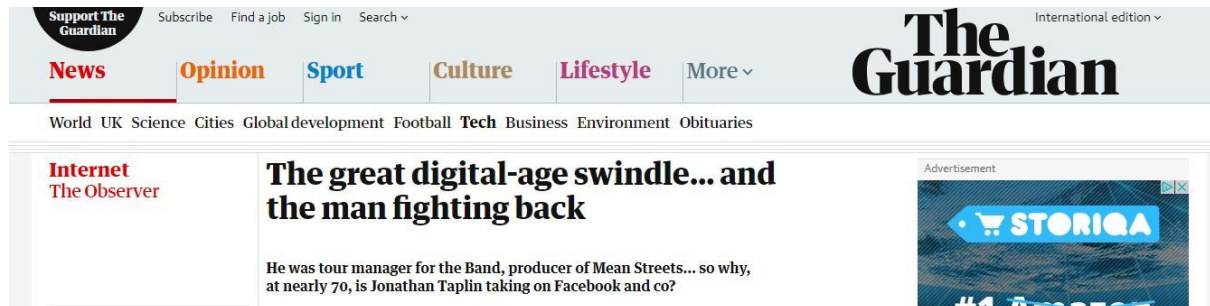 Support The
Guardian
Subscribe Find a job Sign in Search
International edition
The
Guardian
News Opinion Sport Culture Lifestyle More
World UK Science Cities Global development Football Tech Business Environment Obituaries
Internet
The Observer
The great digital-age swindle... and
the man fighting back
He was tour manager for the Band, producer of Mean Streets... so why,
at nearly 70, is Jonathan Taplin taking on Facebook and co?
Advertisement
STORIQA
#1